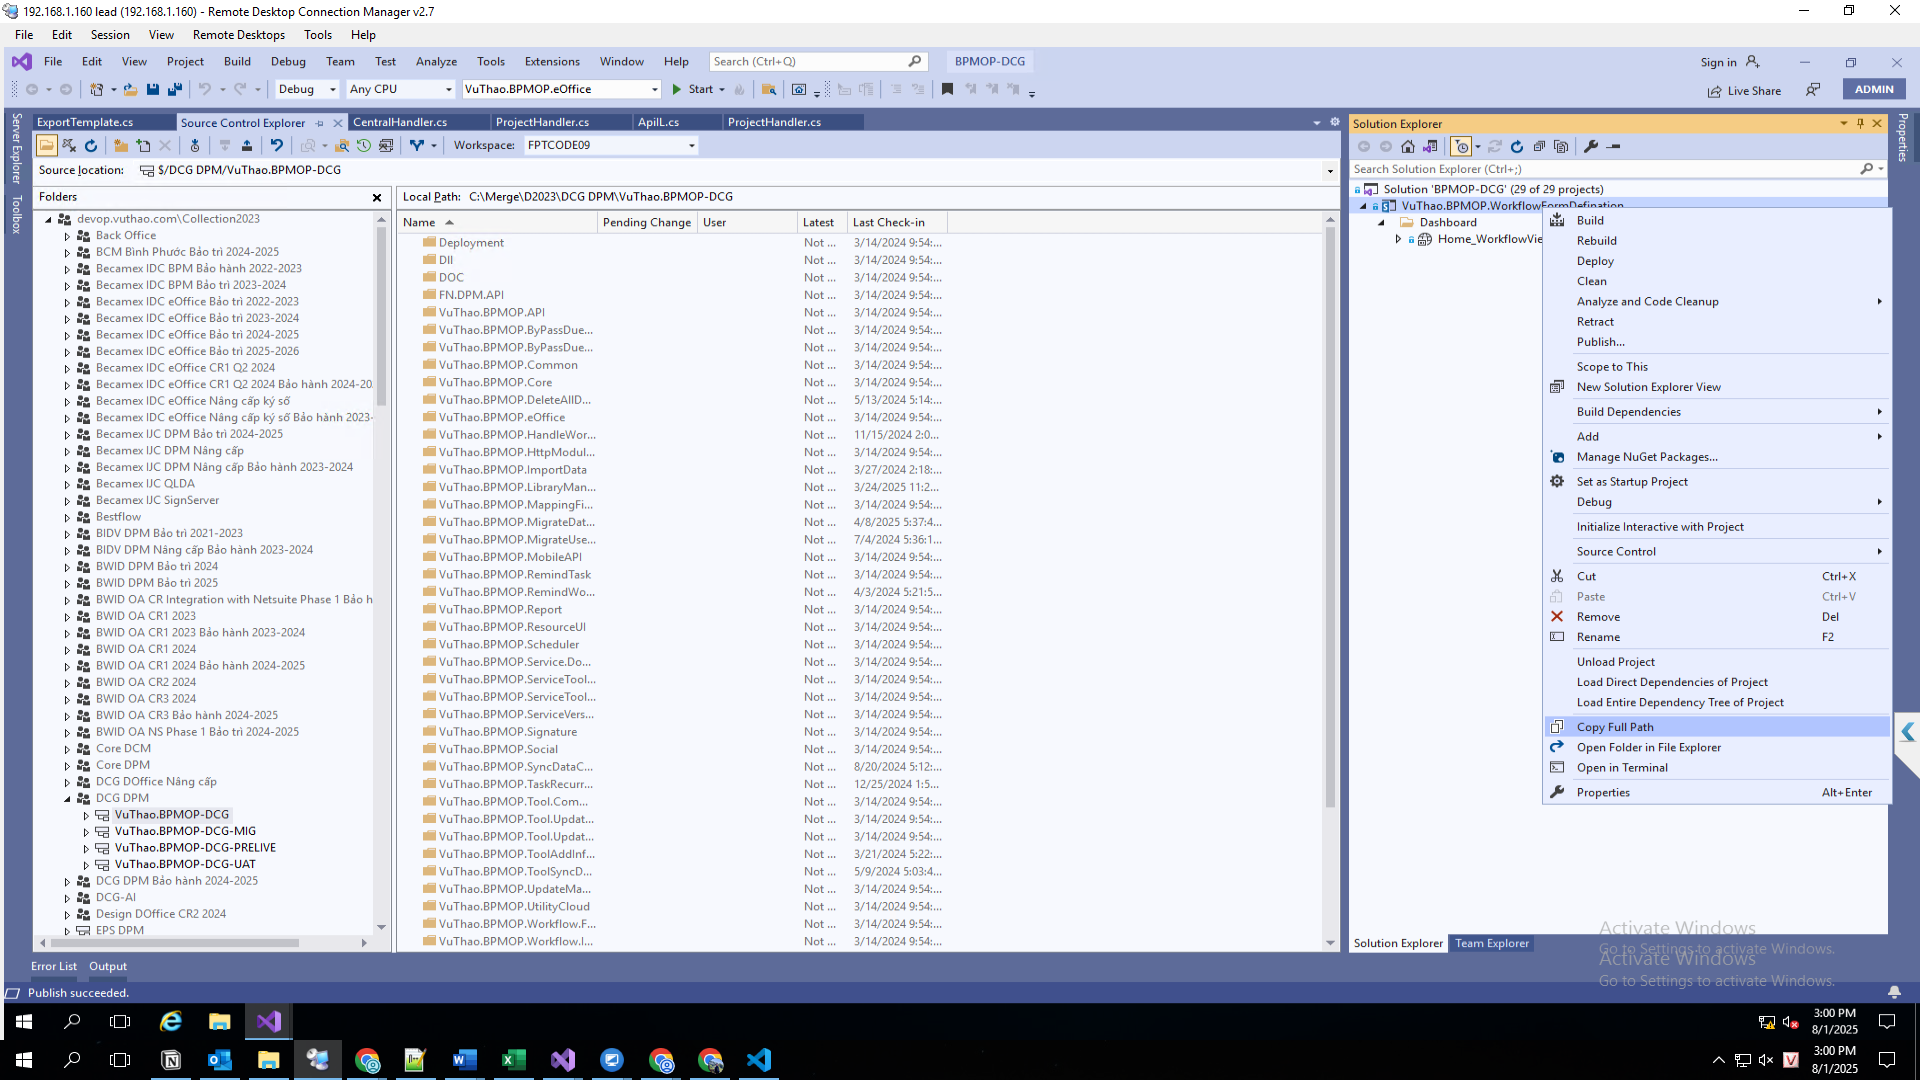 192.168.1.160 lead (192.168.1.160) - Remote Desktop Connection Manager v2.7
File Edit Session View Remote Desktops Tools Help
File Edit View Project Build Debug Team Test Analyze Tools Extensions Window Help Search (Ctrl+Q) BPMOP-DCG Sign in
Debug Any CPU VuThao.BPMOP.eOffice Start Live Share ADMIN
Server Explorer
Toolbox
ExportTemplate.cs Source Control Explorer CentralHandler.cs ProjectHandler.cs ApiIL.cs ProjectHandler.cs
Workspace: FPTCODE09
Source location: $/DCG DPM/VuThao.BPMOP-DCG
Folders
devop.vuthao.com\Collection2023
Back Office
BCM Bình Phước Bảo trì 2024-2025
Becamex IDC BPM Bảo hành 2022-2023
Becamex IDC BPM Bảo trì 2023-2024
Becamex IDC eOffice Bảo trì 2022-2023
Becamex IDC eOffice Bảo trì 2023-2024
Becamex IDC eOffice Bảo trì 2024-2025
Becamex IDC eOffice Bảo trì 2025-2026
Becamex IDC eOffice CR1 Q2 2024
Becamex IDC eOffice CR1 Q2 2024 Bảo hành 2024-20
Becamex IDC eOffice Nâng cấp ký số
Becamex IDC eOffice Nâng cấp ký số Bảo hành 2023-
Becamex IJC DPM Bảo trì 2024-2025
Becamex IJC DPM Nâng cấp
Becamex IJC DPM Nâng cấp Bảo hành 2023-2024
Becamex IJC QLDA
Becamex IJC SignServer
Bestflow
BIDV DPM Bảo trì 2021-2023
BIDV DPM Nâng cấp Bảo hành 2023-2024
BWID DPM Bảo trì 2024
BWID DPM Bảo trì 2025
BWID OA CR Integration with Netsuite Phase 1 Bảo h
BWID OA CR1 2023
BWID OA CR1 2023 Bảo hành 2023-2024
BWID OA CR1 2024
BWID OA CR1 2024 Bảo hành 2024-2025
BWID OA CR2 2024
BWID OA CR3 2024
BWID OA CR3 Bảo hành 2024-2025
BWID OA NS Phase 1 Bảo trì 2024-2025
Core DCM
Core DPM
DCG DOffice Nâng cấp
DCG DPM
VuThao.BPMOP-DCG
VuThao.BPMOP-DCG-MIG
VuThao.BPMOP-DCG-PRELIVE
VuThao.BPMOP-DCG-UAT
DCG DPM Bảo hành 2024-2025
DCG-AI
Design DOffice CR2 2024
EPS DPM
Local Path: C:\Merge\D2023\DCG DPM\VuThao.BPMOP-DCG
Name Pending Change User Latest Last Check-in
Deployment Not ... 3/14/2024 9:54:...
Dll Not ... 3/14/2024 9:54:...
DOC Not ... 3/14/2024 9:54:...
FN.DPM.API Not ... 3/14/2024 9:54:...
VuThao.BPMOP.API Not ... 3/14/2024 9:54:...
VuThao.BPMOP.ByPassDue... Not ... 3/14/2024 9:54:...
VuThao.BPMOP.ByPassDue... Not ... 3/14/2024 9:54:...
VuThao.BPMOP.Common Not ... 3/14/2024 9:54:...
VuThao.BPMOP.Core Not ... 3/14/2024 9:54:...
VuThao.BPMOP.DeleteAllD... Not ... 5/13/2024 5:14:...
VuThao.BPMOP.eOffice Not ... 3/14/2024 9:54:...
VuThao.BPMOP.HandleWor... Not ... 11/15/2024 2:0...
VuThao.BPMOP.HttpModul... Not ... 3/14/2024 9:54:...
VuThao.BPMOP.ImportData Not ... 3/27/2024 2:18:...
VuThao.BPMOP.LibraryMan... Not ... 3/24/2025 11:2...
VuThao.BPMOP.MappingFi... Not ... 3/14/2024 9:54:...
VuThao.BPMOP.MigrateDat... Not ... 4/8/2025 5:37:4...
VuThao.BPMOP.MigrateUse... Not ... 7/4/2024 5:36:1...
VuThao.BPMOP.MobileAPI Not ... 3/14/2024 9:54:...
VuThao.BPMOP.RemindTask Not ... 3/14/2024 9:54:...
VuThao.BPMOP.RemindWo... Not ... 4/3/2024 5:21:5...
VuThao.BPMOP.Report Not ... 3/14/2024 9:54:...
VuThao.BPMOP.ResourceUI Not ... 3/14/2024 9:54:...
VuThao.BPMOP.Scheduler Not ... 3/14/2024 9:54:...
VuThao.BPMOP.Service.Do... Not ... 3/14/2024 9:54:...
VuThao.BPMOP.ServiceTool... Not ... 3/14/2024 9:54:...
VuThao.BPMOP.ServiceTool... Not ... 3/14/2024 9:54:...
VuThao.BPMOP.ServiceVers... Not ... 3/14/2024 9:54:...
VuThao.BPMOP.Signature Not ... 3/14/2024 9:54:...
VuThao.BPMOP.Social Not ... 3/14/2024 9:54:...
VuThao.BPMOP.SyncDataC... Not ... 8/20/2024 5:12:...
VuThao.BPMOP.TaskRecurr... Not ... 12/25/2024 1:5...
VuThao.BPMOP.Tool.Com... Not ... 3/14/2024 9:54:...
VuThao.BPMOP.Tool.Updat... Not ... 3/14/2024 9:54:...
VuThao.BPMOP.Tool.Updat... Not ... 3/14/2024 9:54:...
VuThao.BPMOP.ToolAddInf... Not ... 3/21/2024 5:22:...
VuThao.BPMOP.ToolSyncD... Not ... 5/9/2024 5:03:4...
VuThao.BPMOP.UpdateMa... Not ... 3/14/2024 9:54:...
VuThao.BPMOP.UtilityCloud Not ... 3/14/2024 9:54:...
VuThao.BPMOP.Workflow.F... Not ... 3/14/2024 9:54:...
VuThao.BPMOP.Workflow.I... Not ... 3/14/2024 9:54:...
Solution Explorer
Search Solution Explorer (Ctrl+;)
Solution 'BPMOP-DCG' (29 of 29 projects)
VuThao.BPMOP.WorkflowFormDefination
Dashboard
Home_WorkflowVie
Build
Rebuild
Deploy
Clean
Analyze and Code Cleanup
Retract
Publish...
Scope to This
New Solution Explorer View
Build Dependencies
Add
Manage NuGet Packages...
Set as Startup Project
Debug
Initialize Interactive with Project
Source Control
Cut Ctrl+X
Paste Ctrl+V
Remove Del
Rename F2
Unload Project
Load Direct Dependencies of Project
Load Entire Dependency Tree of Project
Copy Full Path
Open Folder in File Explorer
Open in Terminal
Properties Alt+Enter
Properties
Solution Explorer Team Explorer
Activate Windows
Go to Settings to activate Windows.
Activate Windows
Go to Settings to activate Windows.
Error List Output
Publish succeeded.
3:00 PM
8/1/2025
3:00 PM
8/1/2025